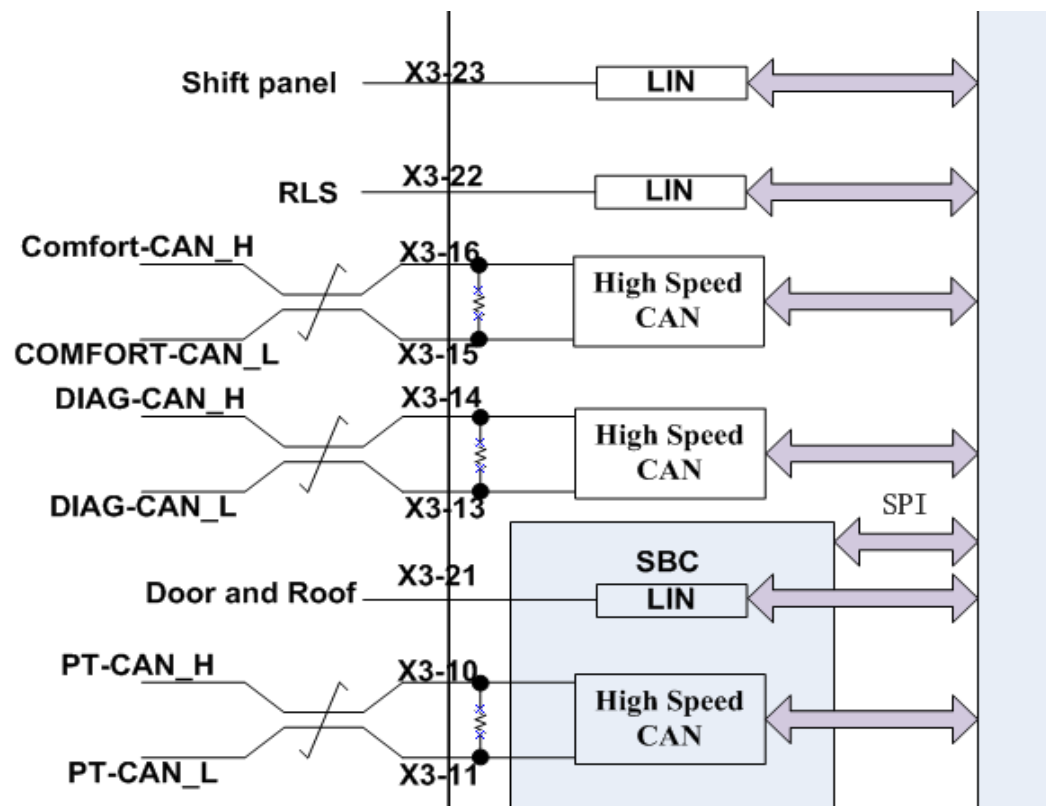 Shift panel
X3-23
LIN
RLS
X3-22
LIN
Comfort-CAN_H
X3-16
High Speed
CAN
COMFORT-CAN_L
X3-15
DIAG-CAN_H
X3-14
High Speed
CAN
DIAG-CAN_L
X3-13
SPI
SBC
Door and Roof
X3-21
LIN
PT-CAN_H
X3-10
High Speed
CAN
PT-CAN_L
X3-11